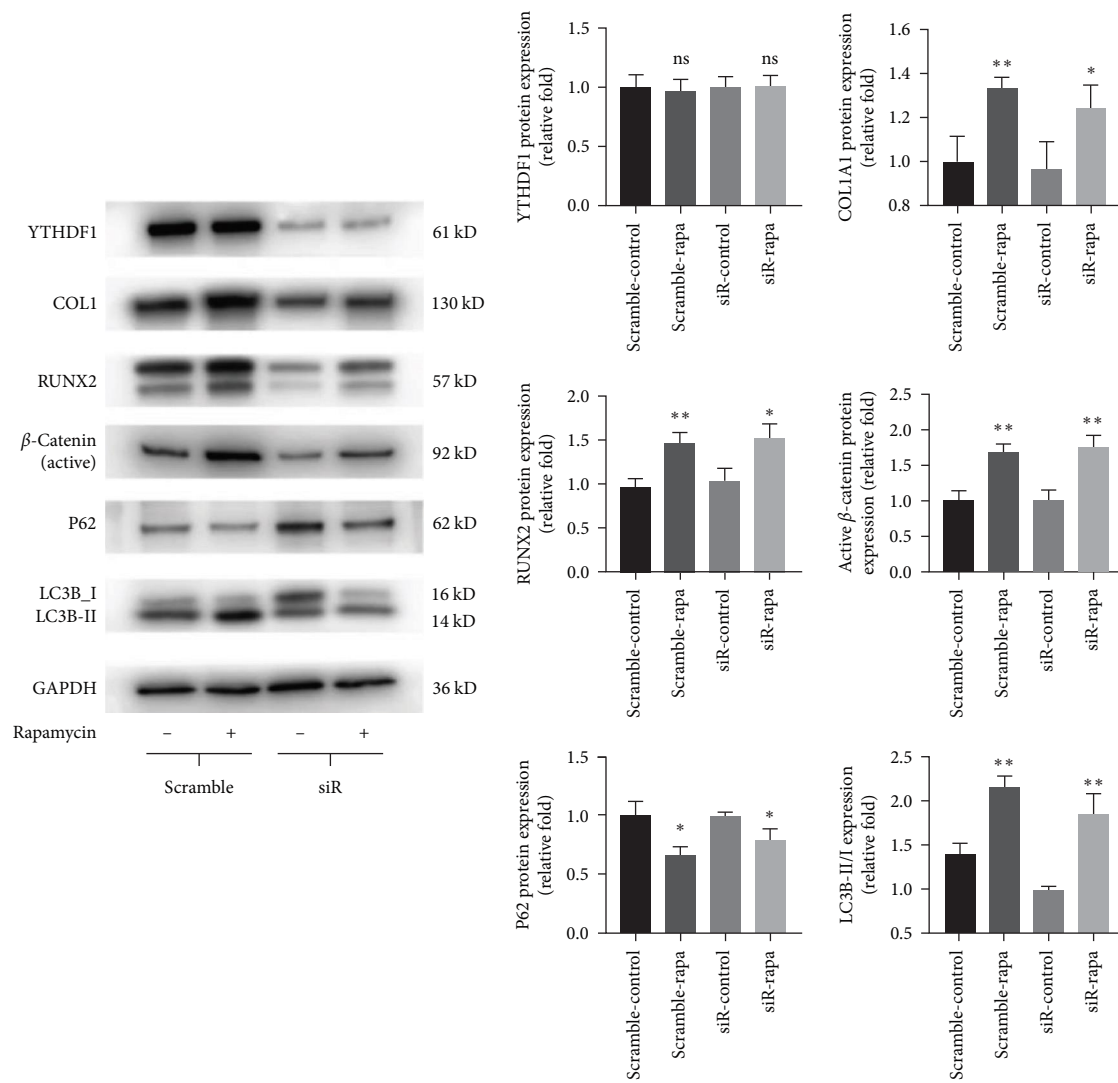 YTHDF1
61 kD
COL1
130 kD
RUNX2
57 kD
β-Catenin
(active)
92 kD
P62
62 kD
LC3B_I
16 kD
LC3B-II
14 kD
GAPDH
36 kD
Rapamycin – + – +
Scramble siR
YTHDF1 protein expression
(relative fold)
1.5
1.0
0.5
0.0
ns
ns
Scramble-control
Scramble-rapa
siR-control
siR-rapa
COL1A1 protein expression
(relative fold)
1.6
1.4
1.2
1.0
0.8
**
*
Scramble-control
Scramble-rapa
siR-control
siR-rapa
RUNX2 protein expression
(relative fold)
2.0
1.5
1.0
0.5
0.0
**
*
Scramble-control
Scramble-rapa
siR-control
siR-rapa
Active β-catenin protein
expression (relative fold)
2.5
2.0
1.5
1.0
0.5
0.0
**
**
Scramble-control
Scramble-rapa
siR-control
siR-rapa
P62 protein expression
(relative fold)
1.5
1.0
0.5
0.0
*
*
Scramble-control
Scramble-rapa
siR-control
siR-rapa
LC3B-II/I expression
(relative fold)
2.5
2.0
1.5
1.0
0.5
**
**
Scramble-control
Scramble-rapa
siR-control
siR-rapa